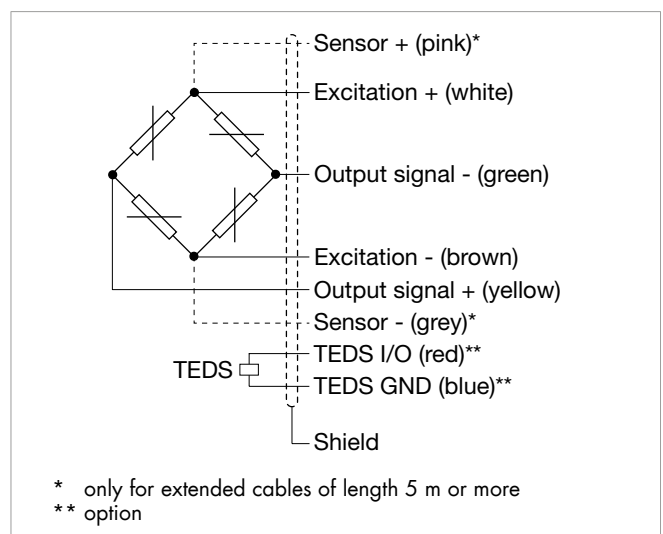 Sensor + (pink)*
Excitation + (white)
Output signal - (green)
Excitation - (brown)
Output signal + (yellow)
Sensor - (grey)*
TEDS I/O (red)**
TEDS
TEDS GND (blue)**
Shield
* only for extended cables of length 5 m or more
** option